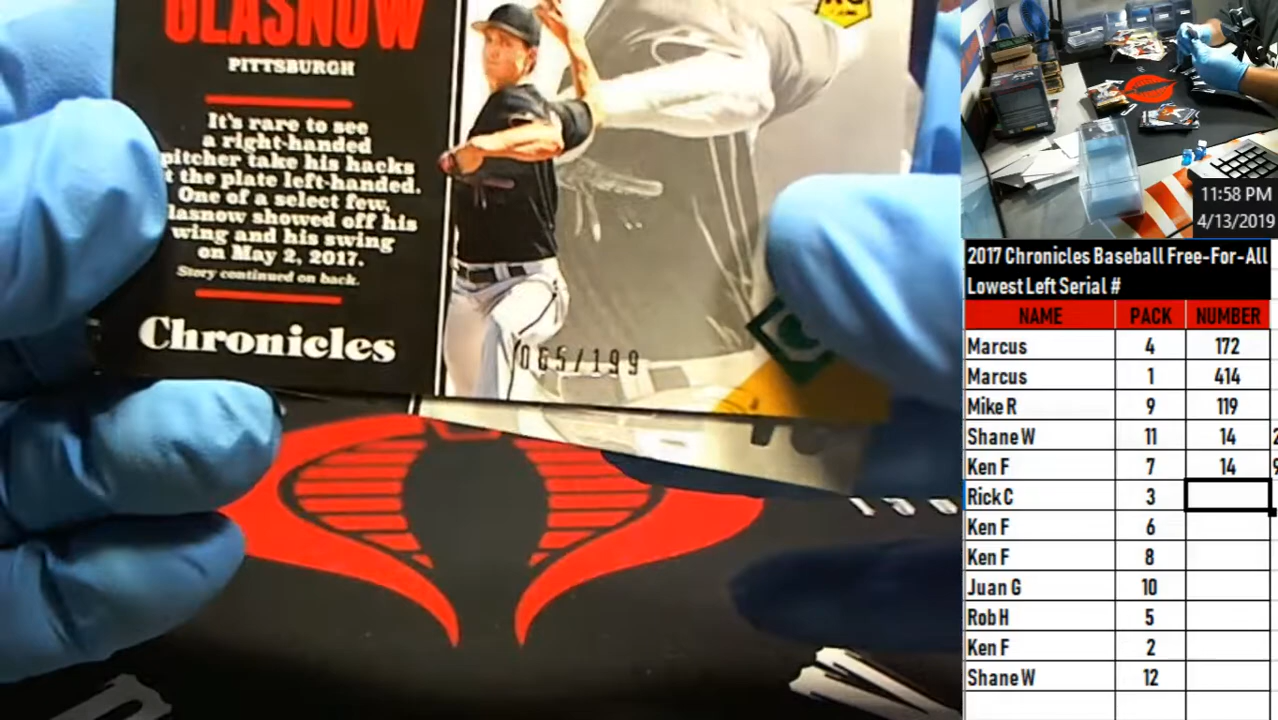 GLASNOW
PITTSBURGH
It's rare to see
a right-handed
pitcher take his hacks
the plate left-handed.
One of a select few,
lasnow showed off his
wing and his swing
on May 2, 2017.
Story continued on back.
Chronicles
065/199
11:58 PM
4/13/2019
2017 Chronicles Baseball Free-For-All
Lowest Left Serial #
NAME PACK NUMBER
Marcus 4 172
Marcus 1 414
Mike R 9 119
Shane W 11 14 2
Ken F 7 14 9
Rick C 3
Ken F 6
Ken F 8
Juan G 10
Rob H 5
Ken F 2
Shane W 12